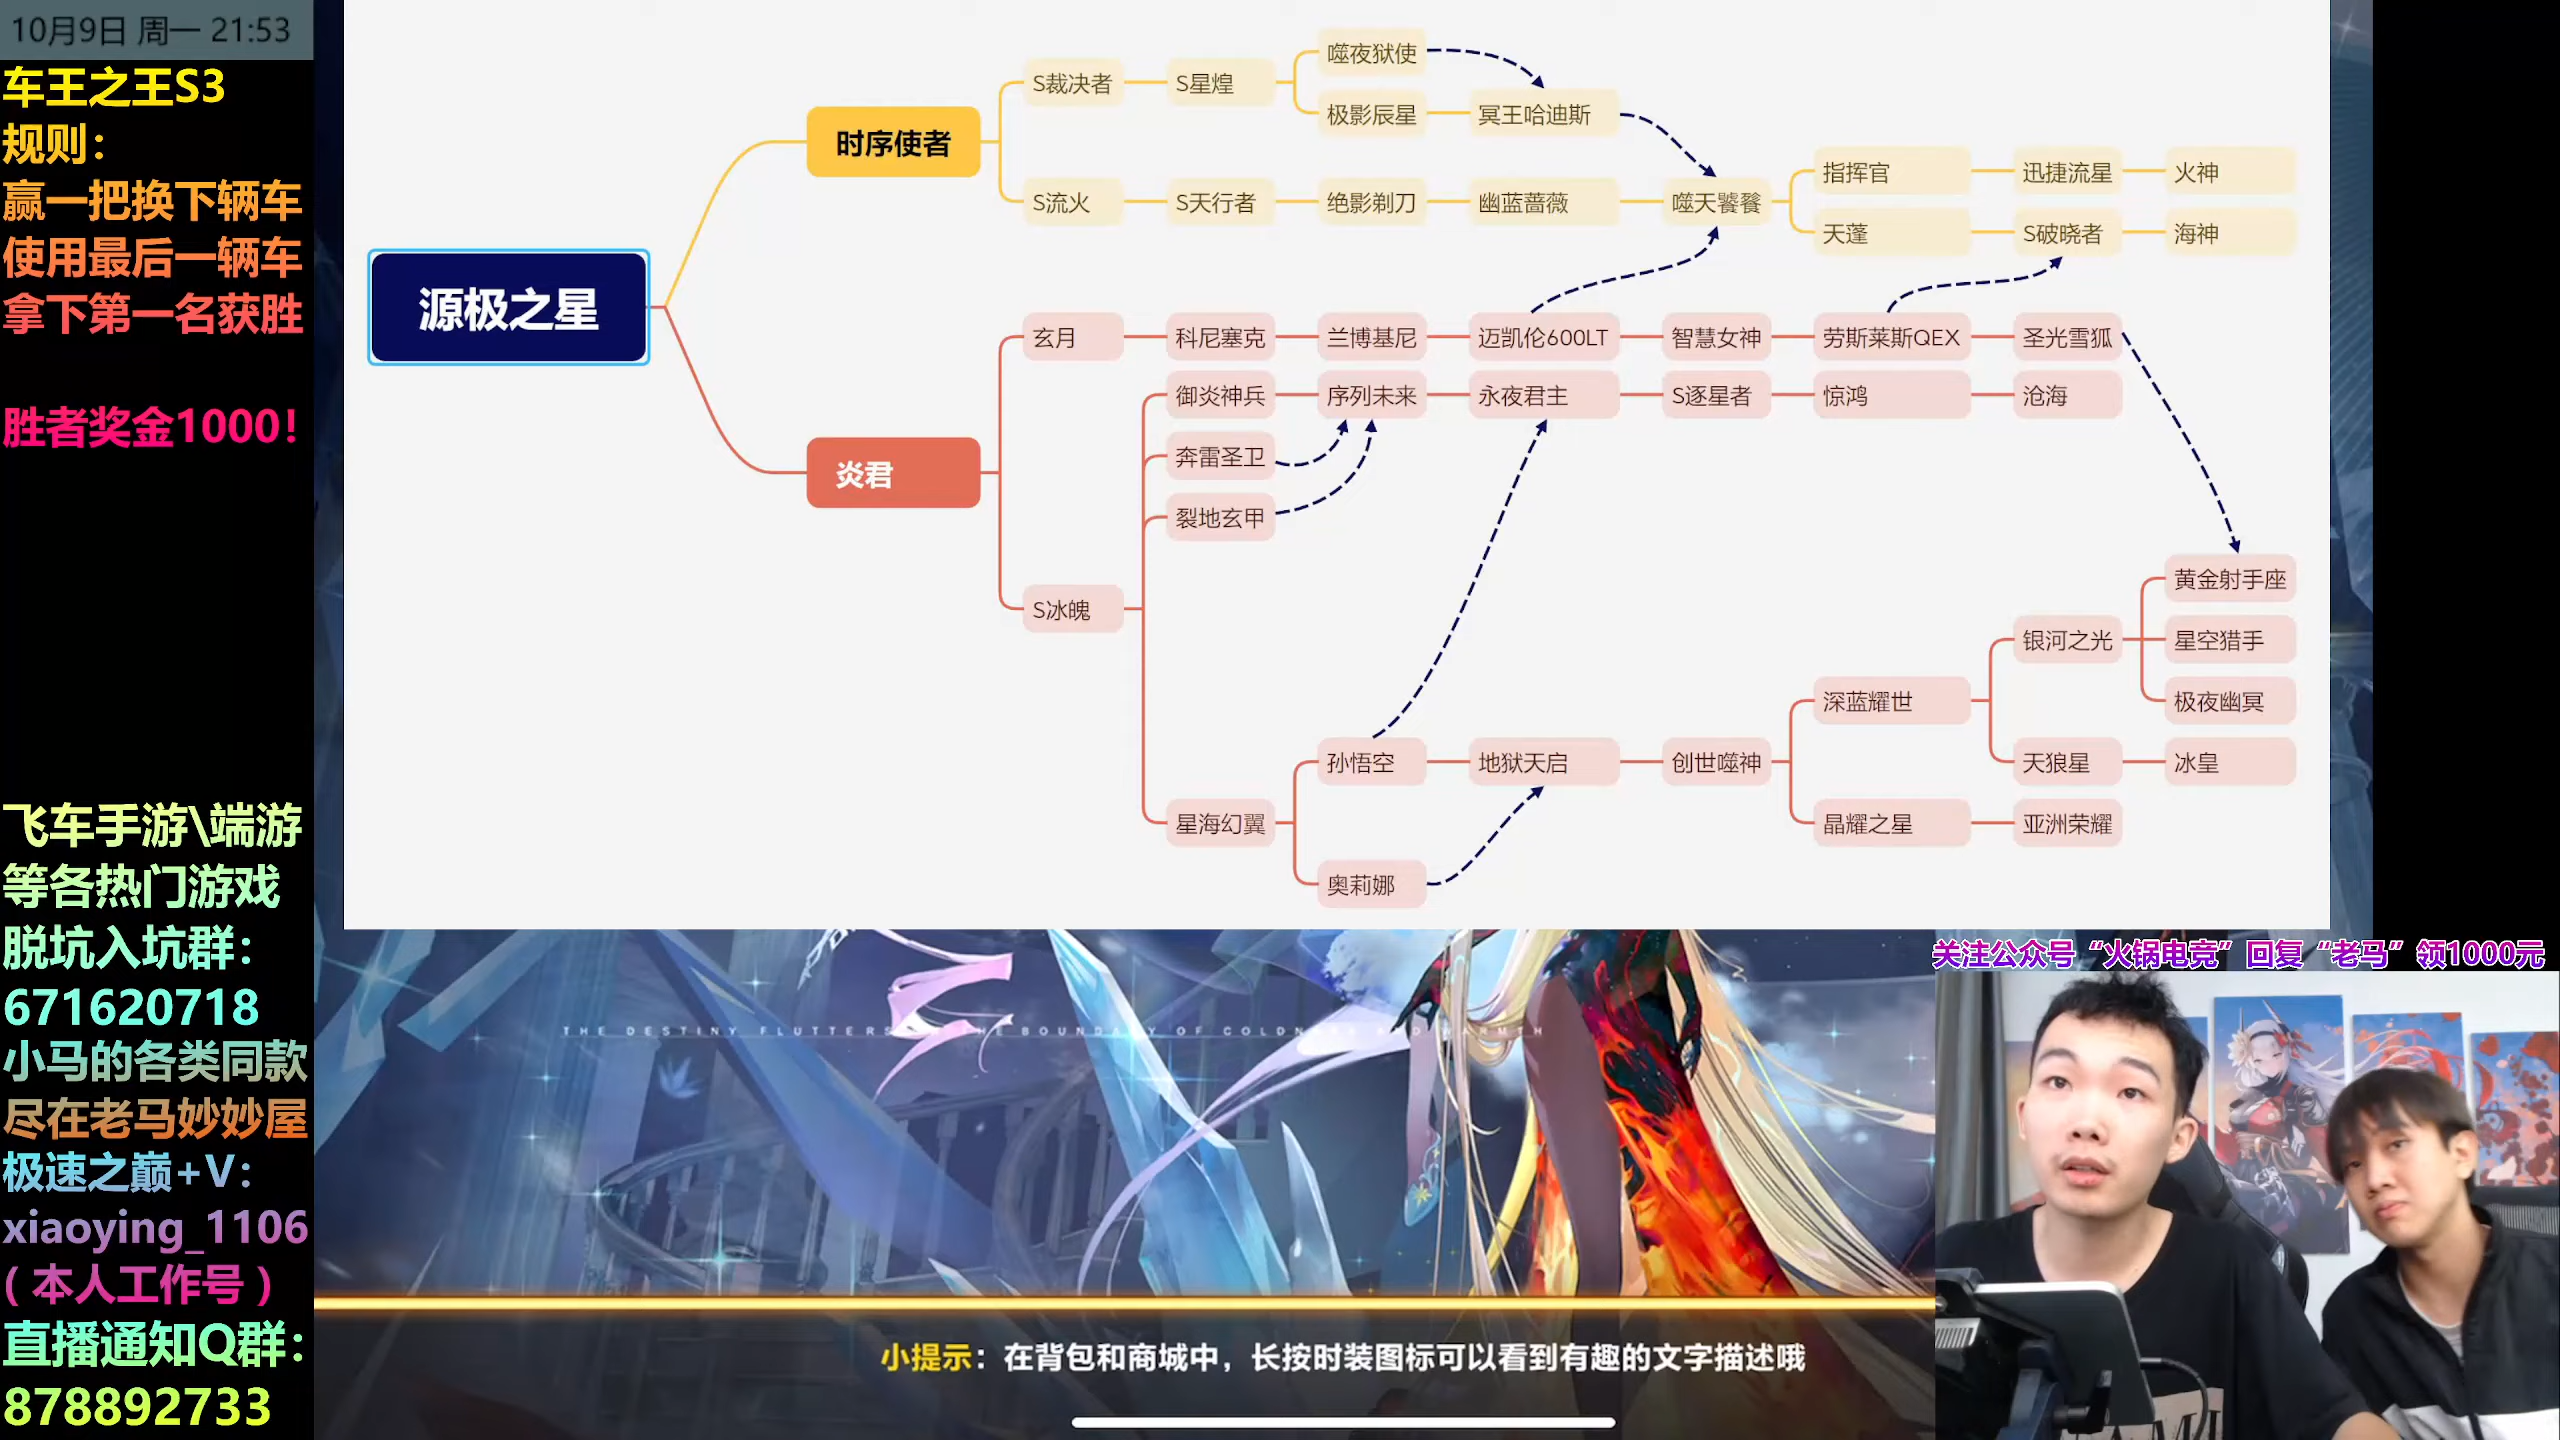 10月9日 周一 21:53
车王之王S3
规则：
赢一把换下辆车
使用最后一辆车
拿下第一名获胜
胜者奖金1000！
飞车手游\端游
等各热门游戏
脱坑入坑群：
671620718
小马的各类同款
尽在老马妙妙屋
极速之巅+V：
xiaoying_1106
（本人工作号）
直播通知Q群：
878892733
源极之星
时序使者
S裁决者
S星煌
噬夜狱使
极影辰星
冥王哈迪斯
S流火
S天行者
绝影剃刀
幽蓝蔷薇
噬天饕餮
指挥官
迅捷流星
火神
天蓬
S破晓者
海神
炎君
玄月
科尼塞克
兰博基尼
迈凯伦600LT
智慧女神
劳斯莱斯QEX
圣光雪狐
S冰魄
御炎神兵
序列未来
永夜君主
S逐星者
惊鸿
沧海
奔雷圣卫
裂地玄甲
星海幻翼
孙悟空
地狱天启
创世噬神
深蓝耀世
银河之光
黄金射手座
星空猎手
极夜幽冥
天狼星
冰皇
晶耀之星
亚洲荣耀
奥莉娜
关注公众号“火锅电竞”回复“老马”领1000元
THE DESTINY FLUTTERS THE BOUNDARY OF COLDNESS AND WARMTH
小提示：在背包和商城中，长按时装图标可以看到有趣的文字描述哦